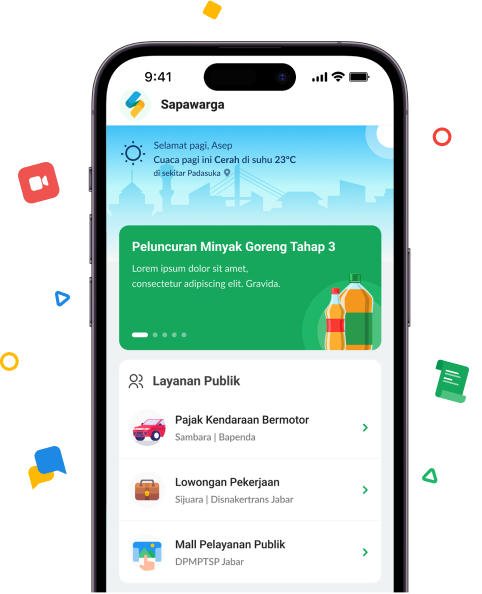 9:41
Sapawarga
Selamat pagi, Asep
Cuaca pagi ini Cerah di suhu 23°C
di sekitar Padasuka
Peluncuran Minyak Goreng Tahap 3
Lorem ipsum dolor sit amet,
consectetur adipiscing elit. Gravida.
Layanan Publik
Pajak Kendaraan Bermotor
Sambara | Bapenda
Lowongan Pekerjaan
Sijuara | Disnakertrans Jabar
Mall Pelayanan Publik
DPMPTSP Jabar